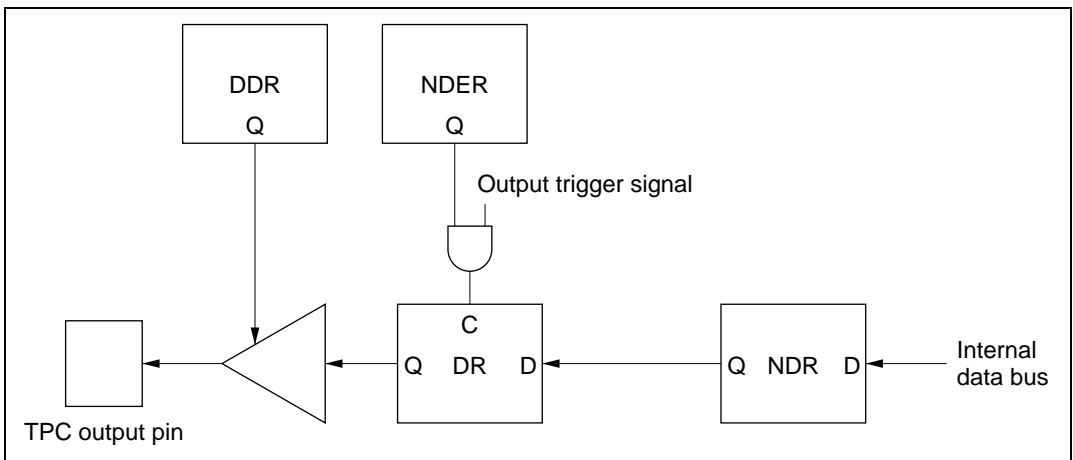 DDR
Q
NDER
Q
Output trigger signal
C
Q DR D
Q NDR D
Internal
data bus
TPC output pin